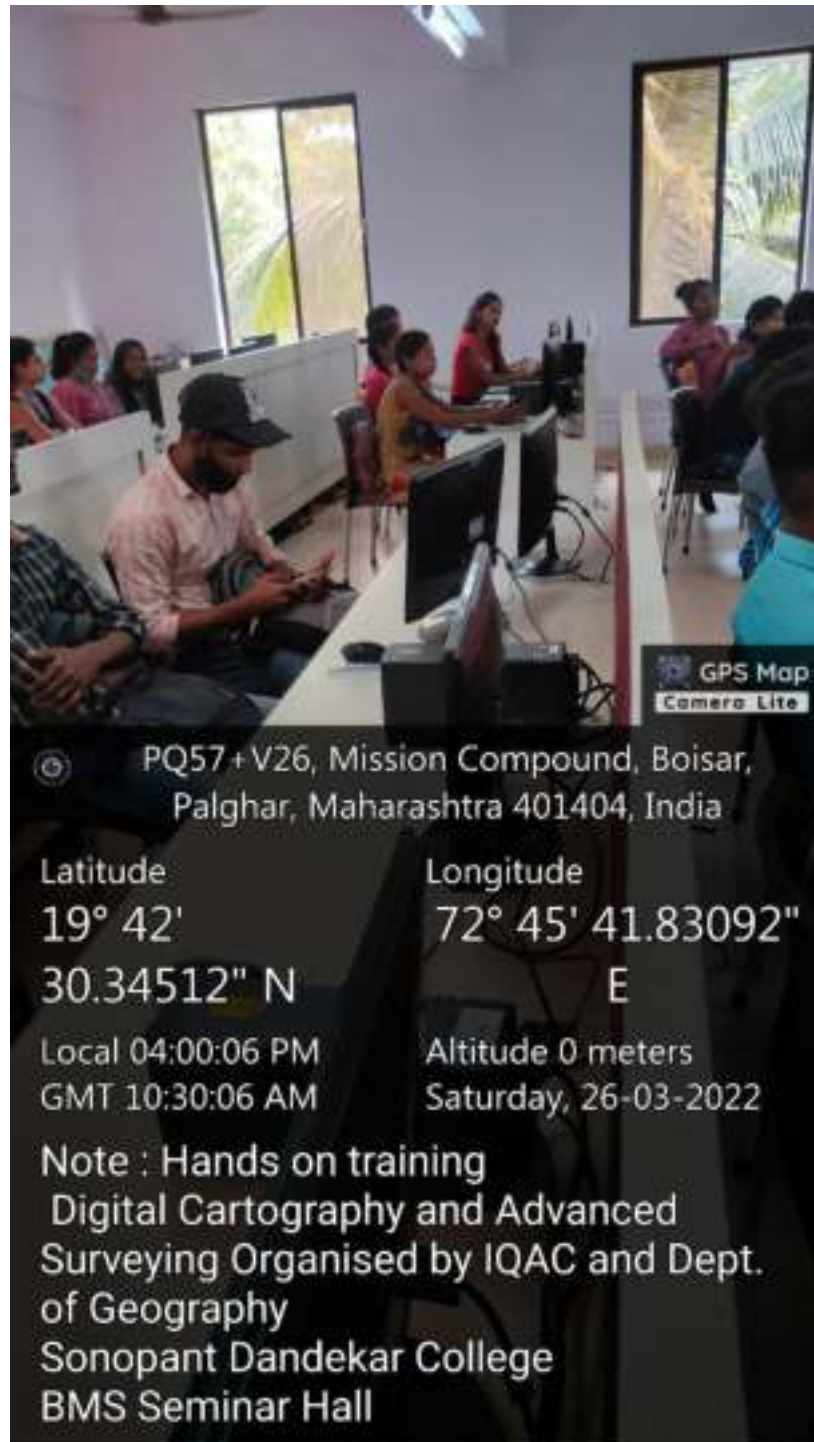 GPS Map
Camera Lite
PQ57+V26, Mission Compound, Boisar,
Palghar, Maharashtra 401404, India
Latitude
19° 42'
30.34512" N
Longitude
72° 45' 41.83092"
E
Local 04:00:06 PM
GMT 10:30:06 AM
Altitude 0 meters
Saturday, 26-03-2022
Note : Hands on training
Digital Cartography and Advanced
Surveying Organised by IQAC and Dept.
of Geography
Sonopant Dandekar College
BMS Seminar Hall